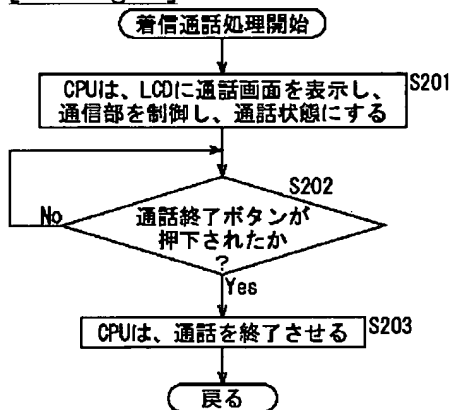 着信通話処理開始
CPUは、LCDに通話画面を表示し、
通信部を制御し、通話状態にする
S201
S202
No
通話終了ボタンが
押下されたか
?
Yes
CPUは、通話を終了させる
S203
戻る